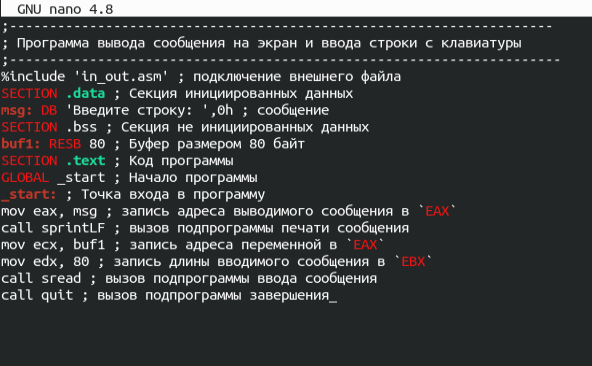 GNU nano 4.8
;------------------------------------------------------------------
; Программа вывода сообщения на экран и ввода строки с клавиатуры
;-------------------------------------------------------------------
%include 'in_out.asm' ; подключение внешнего файла
SECTION .data ; Секция инициированных данных
msg: DB 'Введите строку: ',0h ; сообщение
SECTION .bss ; Секция не инициированных данных
buf1: RESB 80 ; Буфер размером 80 байт
SECTION .text ; Код программы
GLOBAL _start ; Начало программы
_start: ; Точка входа в программу
mov eax, msg ; запись адреса выводимого сообщения в `EAX`
call sprintLF ; вызов подпрограммы печати сообщения
mov ecx, buf1 ; запись адреса переменной в `EAX`
mov edx, 80 ; запись длины вводимого сообщения в `EBX`
call sread ; вызов подпрограммы ввода сообщения
call quit ; вызов подпрограммы завершения_